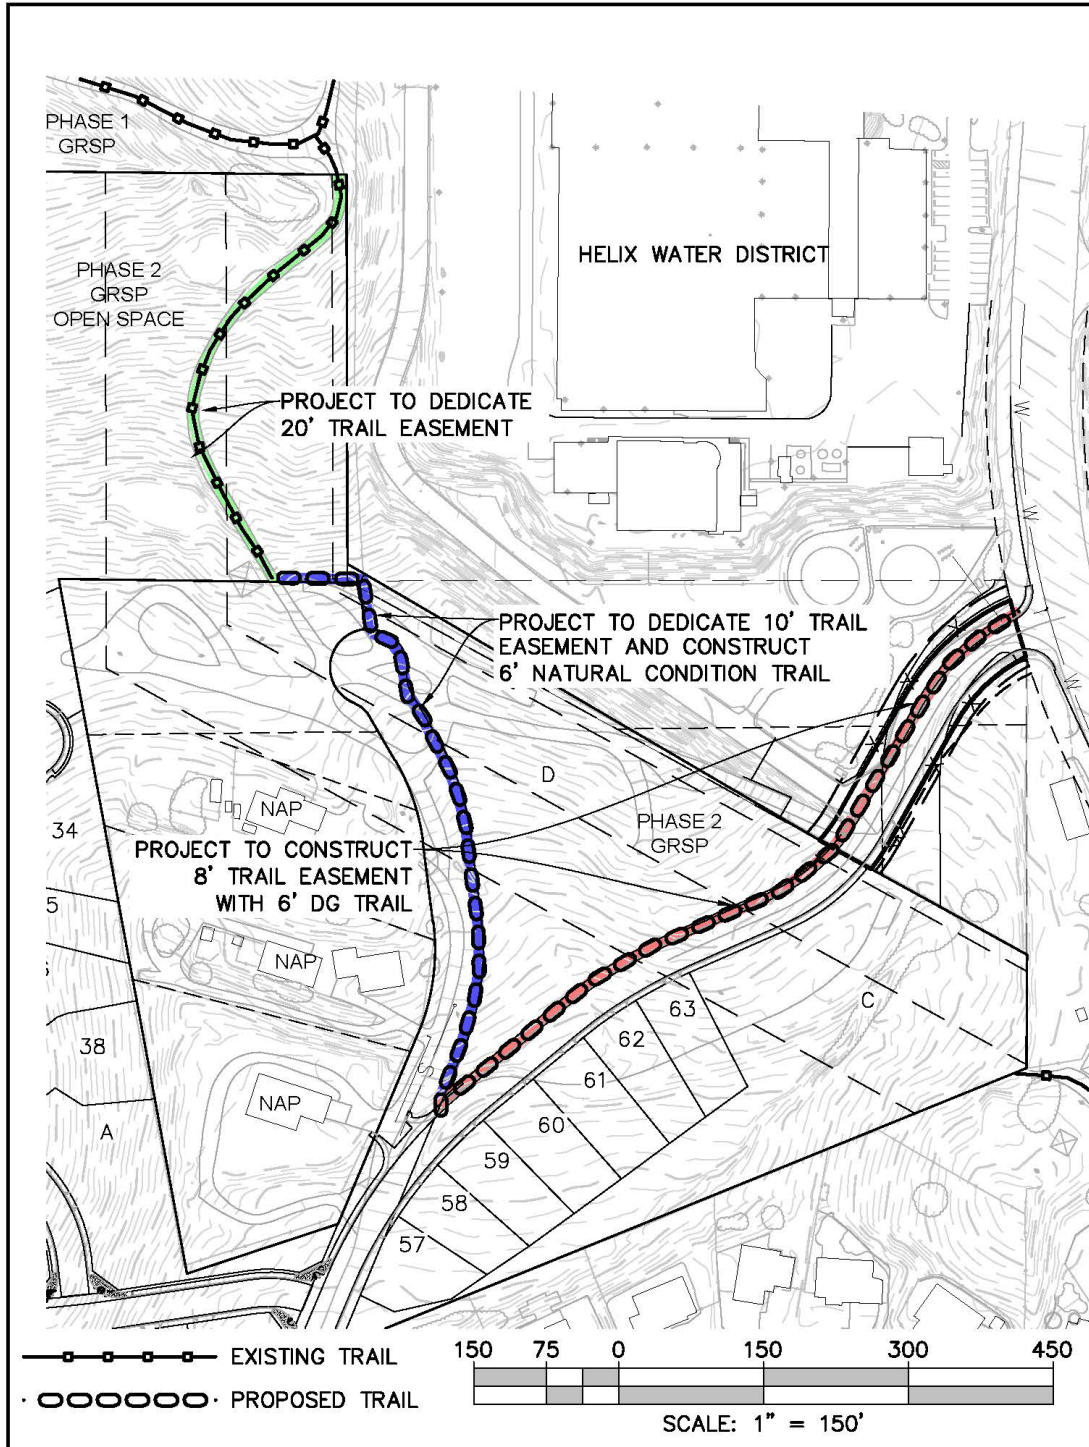 PHASE 1
GRSP
HELIX WATER DISTRICT
PHASE 2
GRSP
OPEN SPACE
PROJECT TO DEDICATE
20' TRAIL EASEMENT
W
W
W
PROJECT TO DEDICATE 10' TRAIL
EASEMENT AND CONSTRUCT
6' NATURAL CONDITION TRAIL
D
NAP
34
PHASE 2
GRSP
PROJECT TO CONSTRUCT
8' TRAIL EASEMENT
WITH 6' DG TRAIL
NAP
C
63
62
38
S
61
NAP
60
A
59
58
57
EXISTING TRAIL
PROPOSED TRAIL
150 75 0 150 300 450
SCALE: 1" = 150'